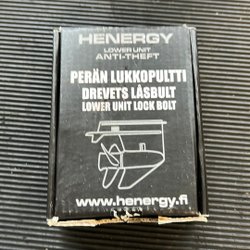 HENERGY
LOWER UNIT
ANTI-THEFT
PERÄN LUKKOPULTTI
DREVETS LÅSBULT
LOWER UNIT LOCK BOLT
www.henergy.fi